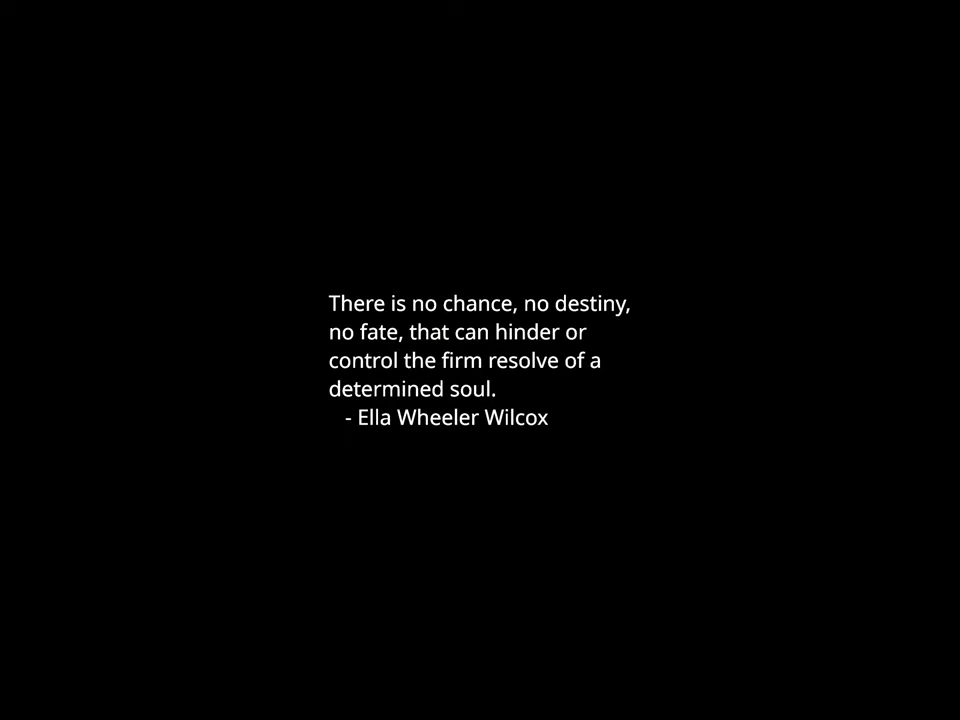 There is no chance, no destiny,
no fate, that can hinder or
control the firm resolve of a
determined soul.
- Ella Wheeler Wilcox